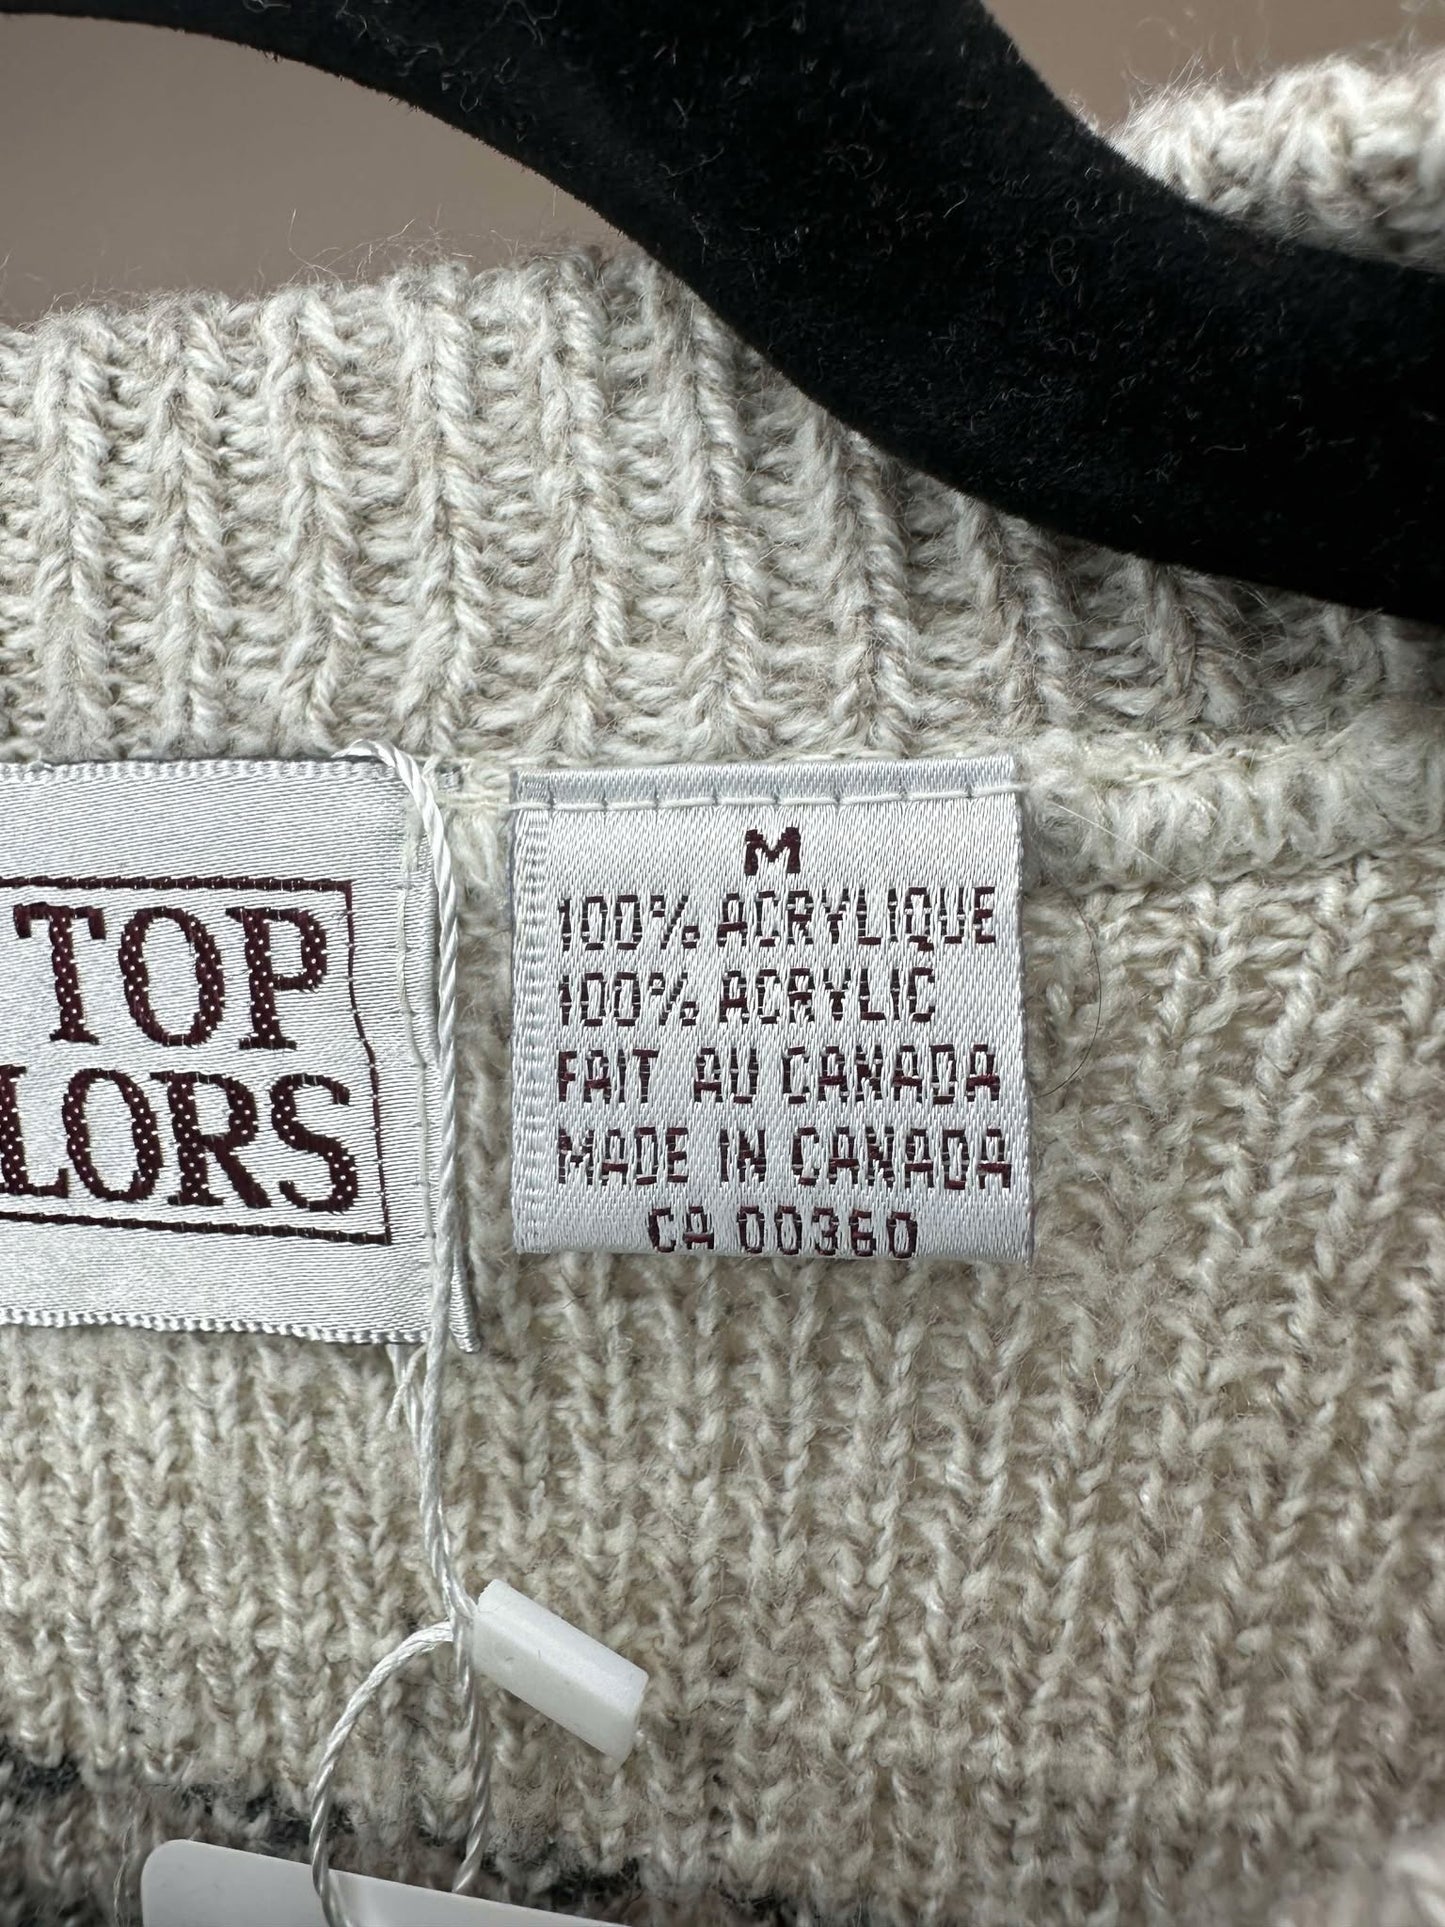 TOP
LORS
M
100% ACRYLIQUE
100% ACRYLIC
FAIT AU CANADA
MADE IN CANADA
CA 00360